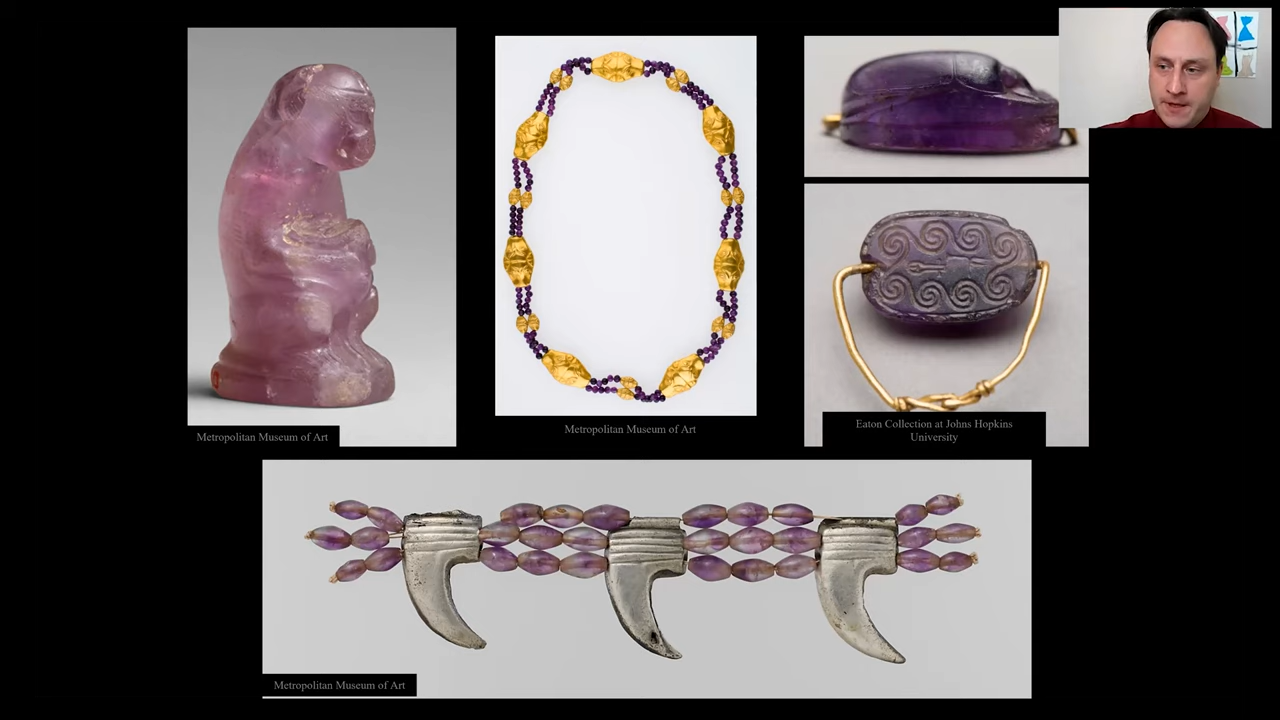 Metropolitan Museum of Art
Metropolitan Museum of Art
Eaton Collection at Johns Hopkins
University
Metropolitan Museum of Art